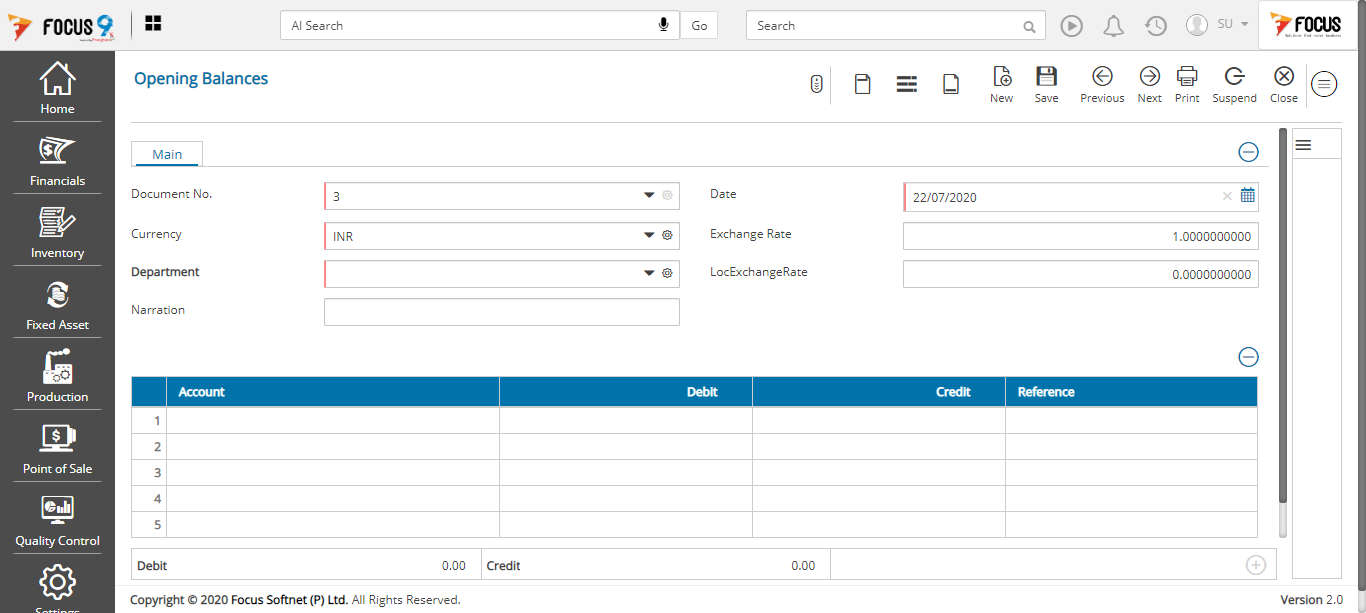 FOCUS 9
AI Search
Go
Search
SU
FOCUS
Home
Financials
Inventory
Fixed Asset
Production
Point of Sale
Quality Control
Settings
Opening Balances
New
Save
Previous
Next
Print
Suspend
Close
Main
Document No.
3
Date
22/07/2020
Currency
INR
Exchange Rate
1.0000000000
Department
LocExchangeRate
0.0000000000
Narration
Account Debit Credit Reference
1
2
3
4
5
Debit 0.00 Credit 0.00
Copyright © 2020 Focus Softnet (P) Ltd. All Rights Reserved.
Version 2.0